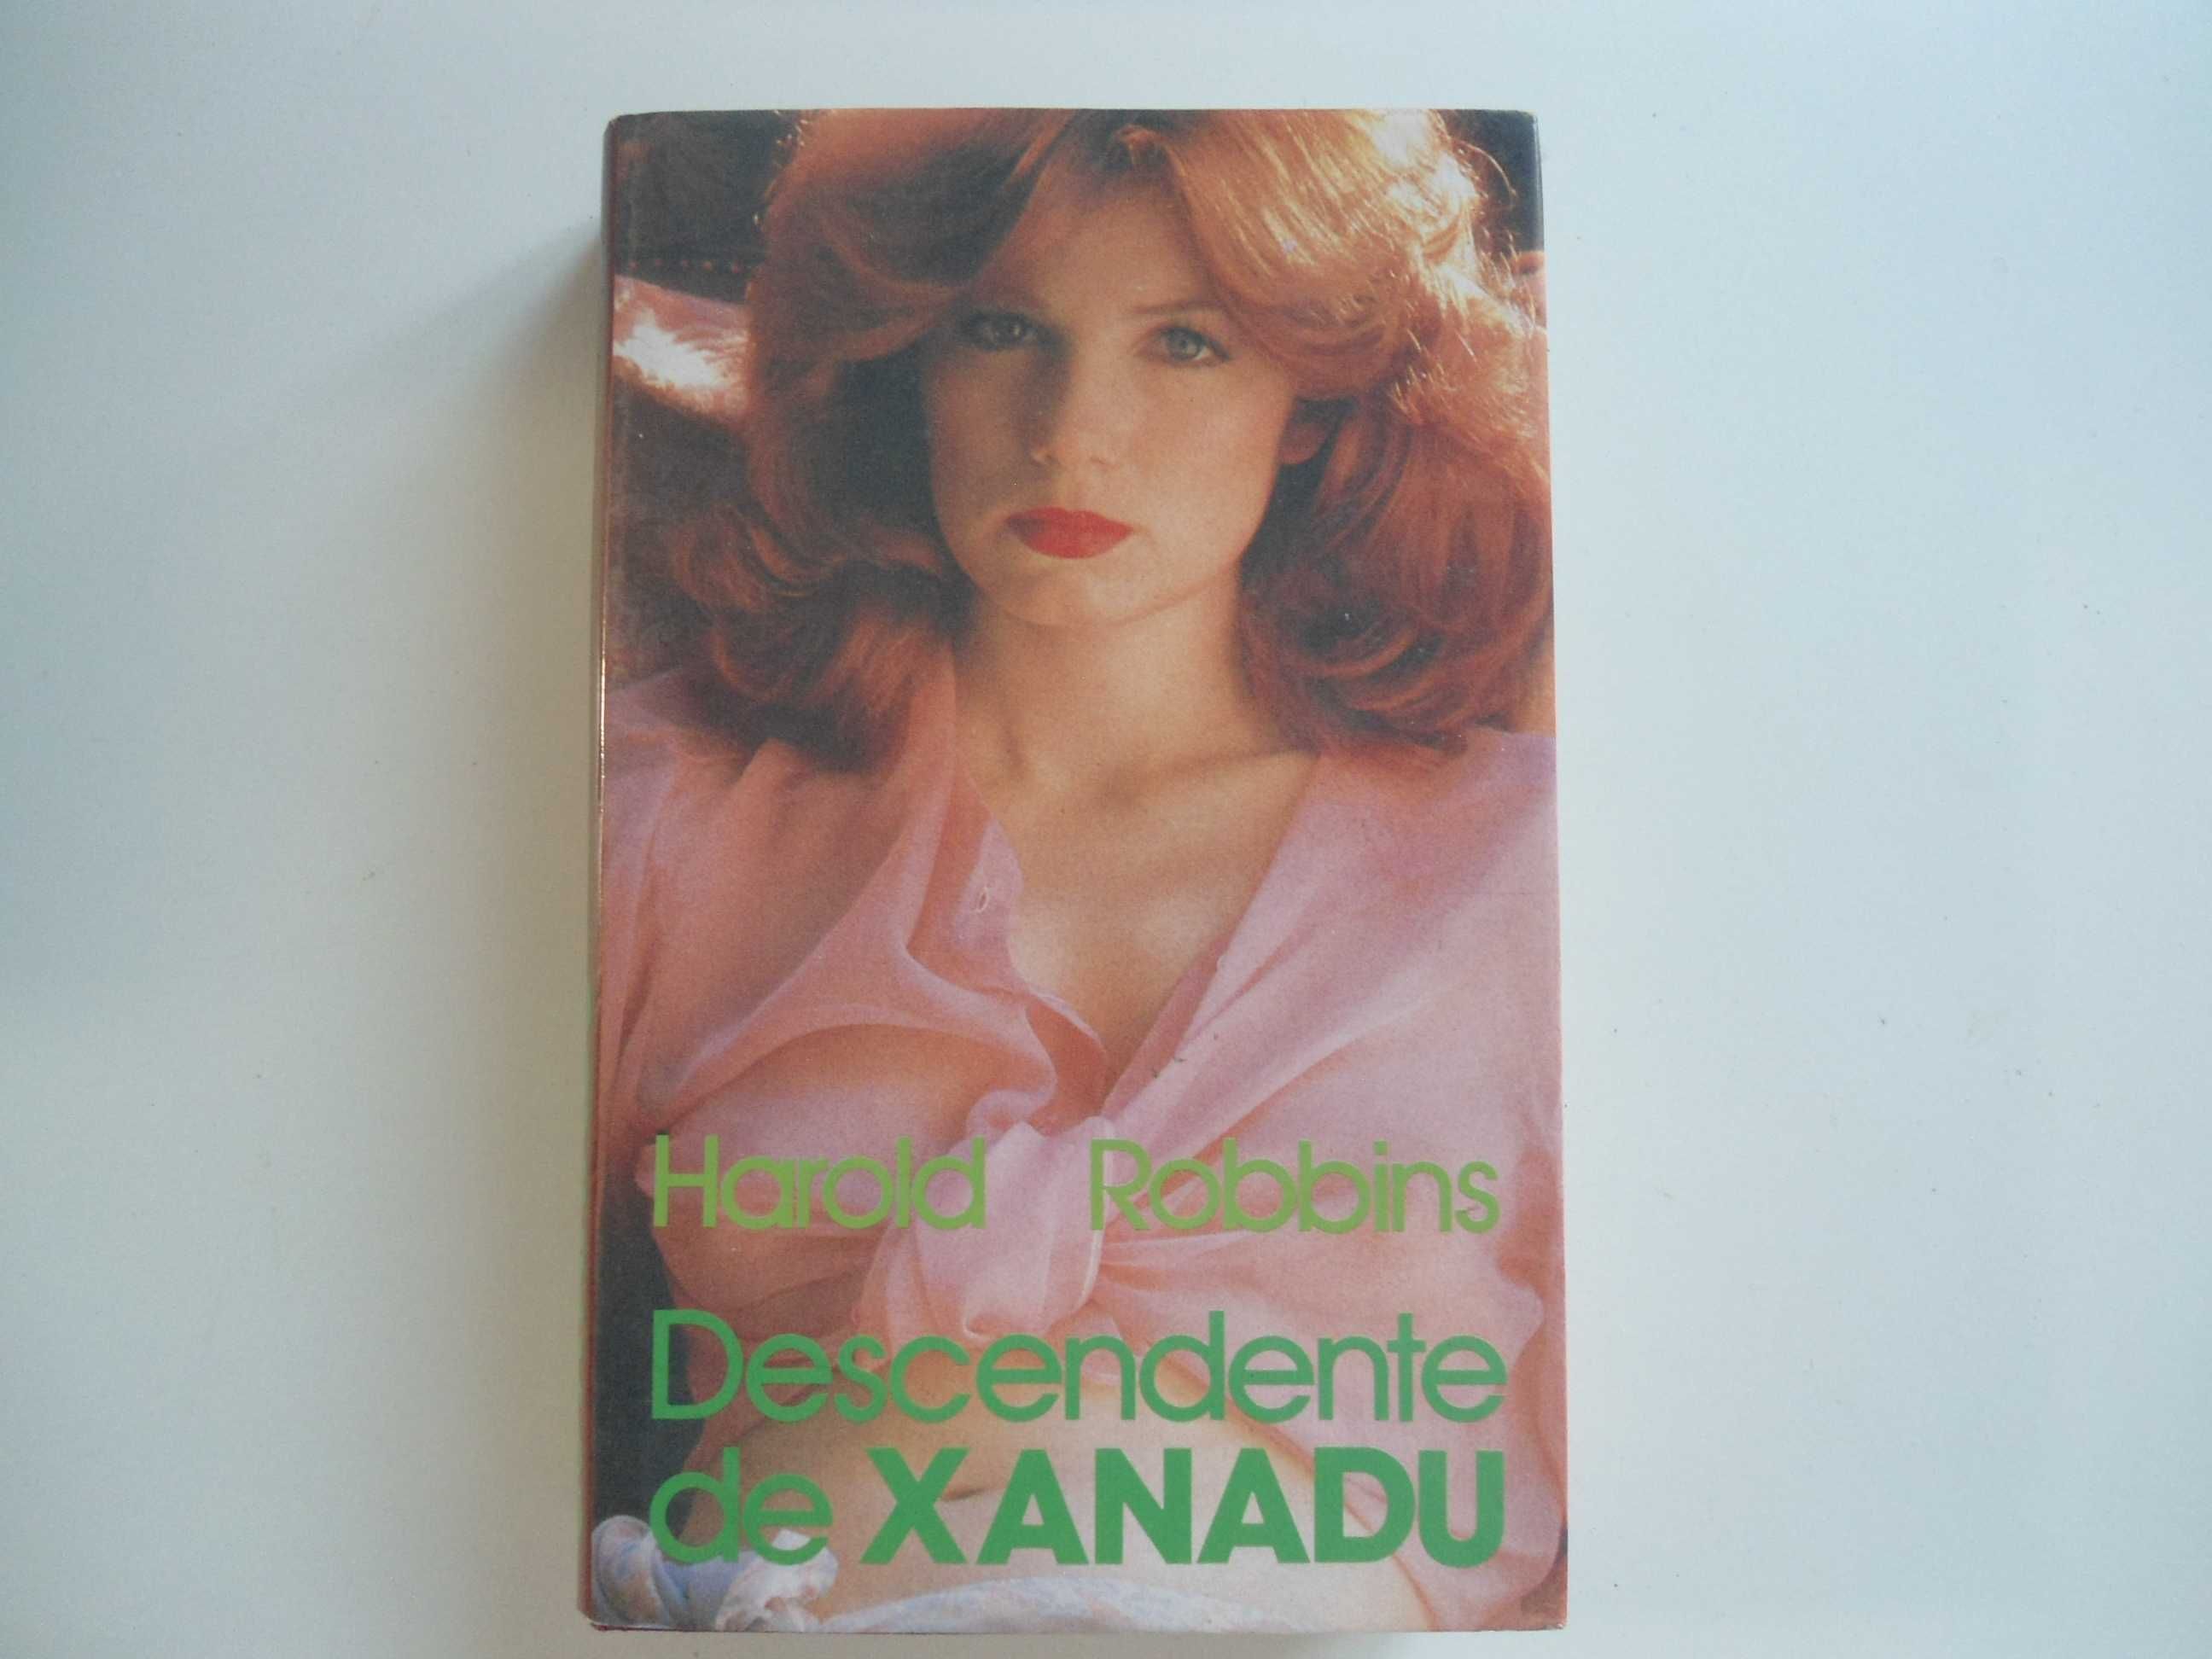 Harold Robbins
Descendente
de XANADU